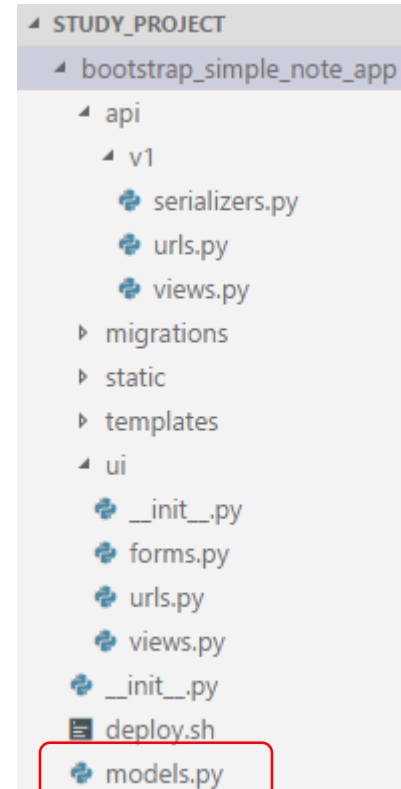 STUDY_PROJECT
bootstrap_simple_note_app
api
v1
serializers.py
urls.py
views.py
migrations
static
templates
ui
__init__.py
forms.py
urls.py
views.py
__init__.py
deploy.sh
models.py